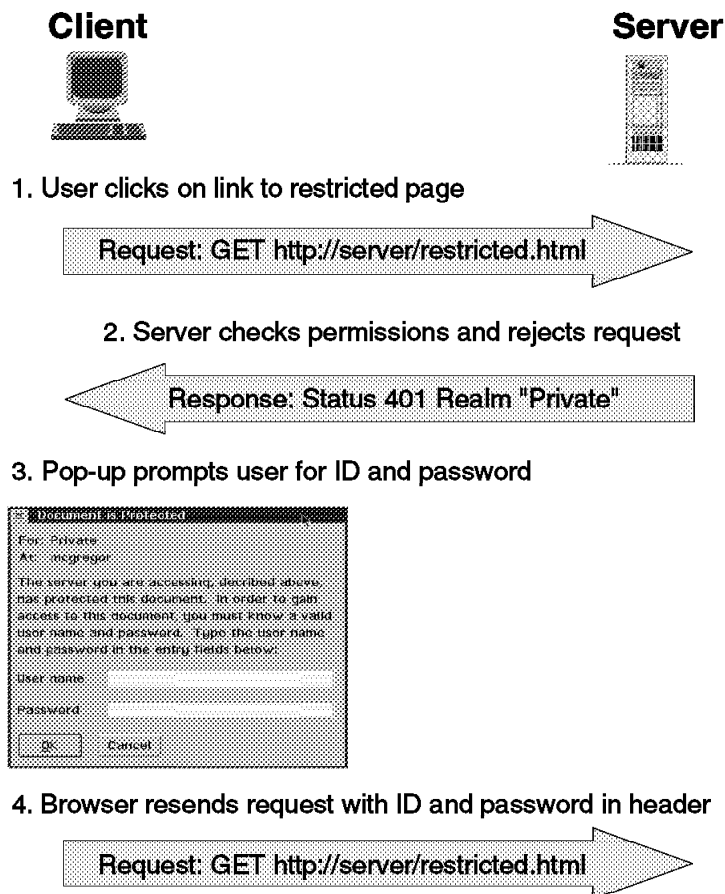 Client
Server
1. User clicks on link to restricted page
Request: GET http://server/restricted.html
2. Server checks permissions and rejects request
Response: Status 401 Realm "Private"
3. Pop-up prompts user for ID and password
Document is Protected
For: Private
At: mcgregor
The server you are accessing, decribed above,
has protected this document. In order to gain
access to this document, you must know a valid
user name and password. Type the user name
and password in the entry fields below:
User name
Password
OK
Cancel
4. Browser resends request with ID and password in header
Request: GET http://server/restricted.html